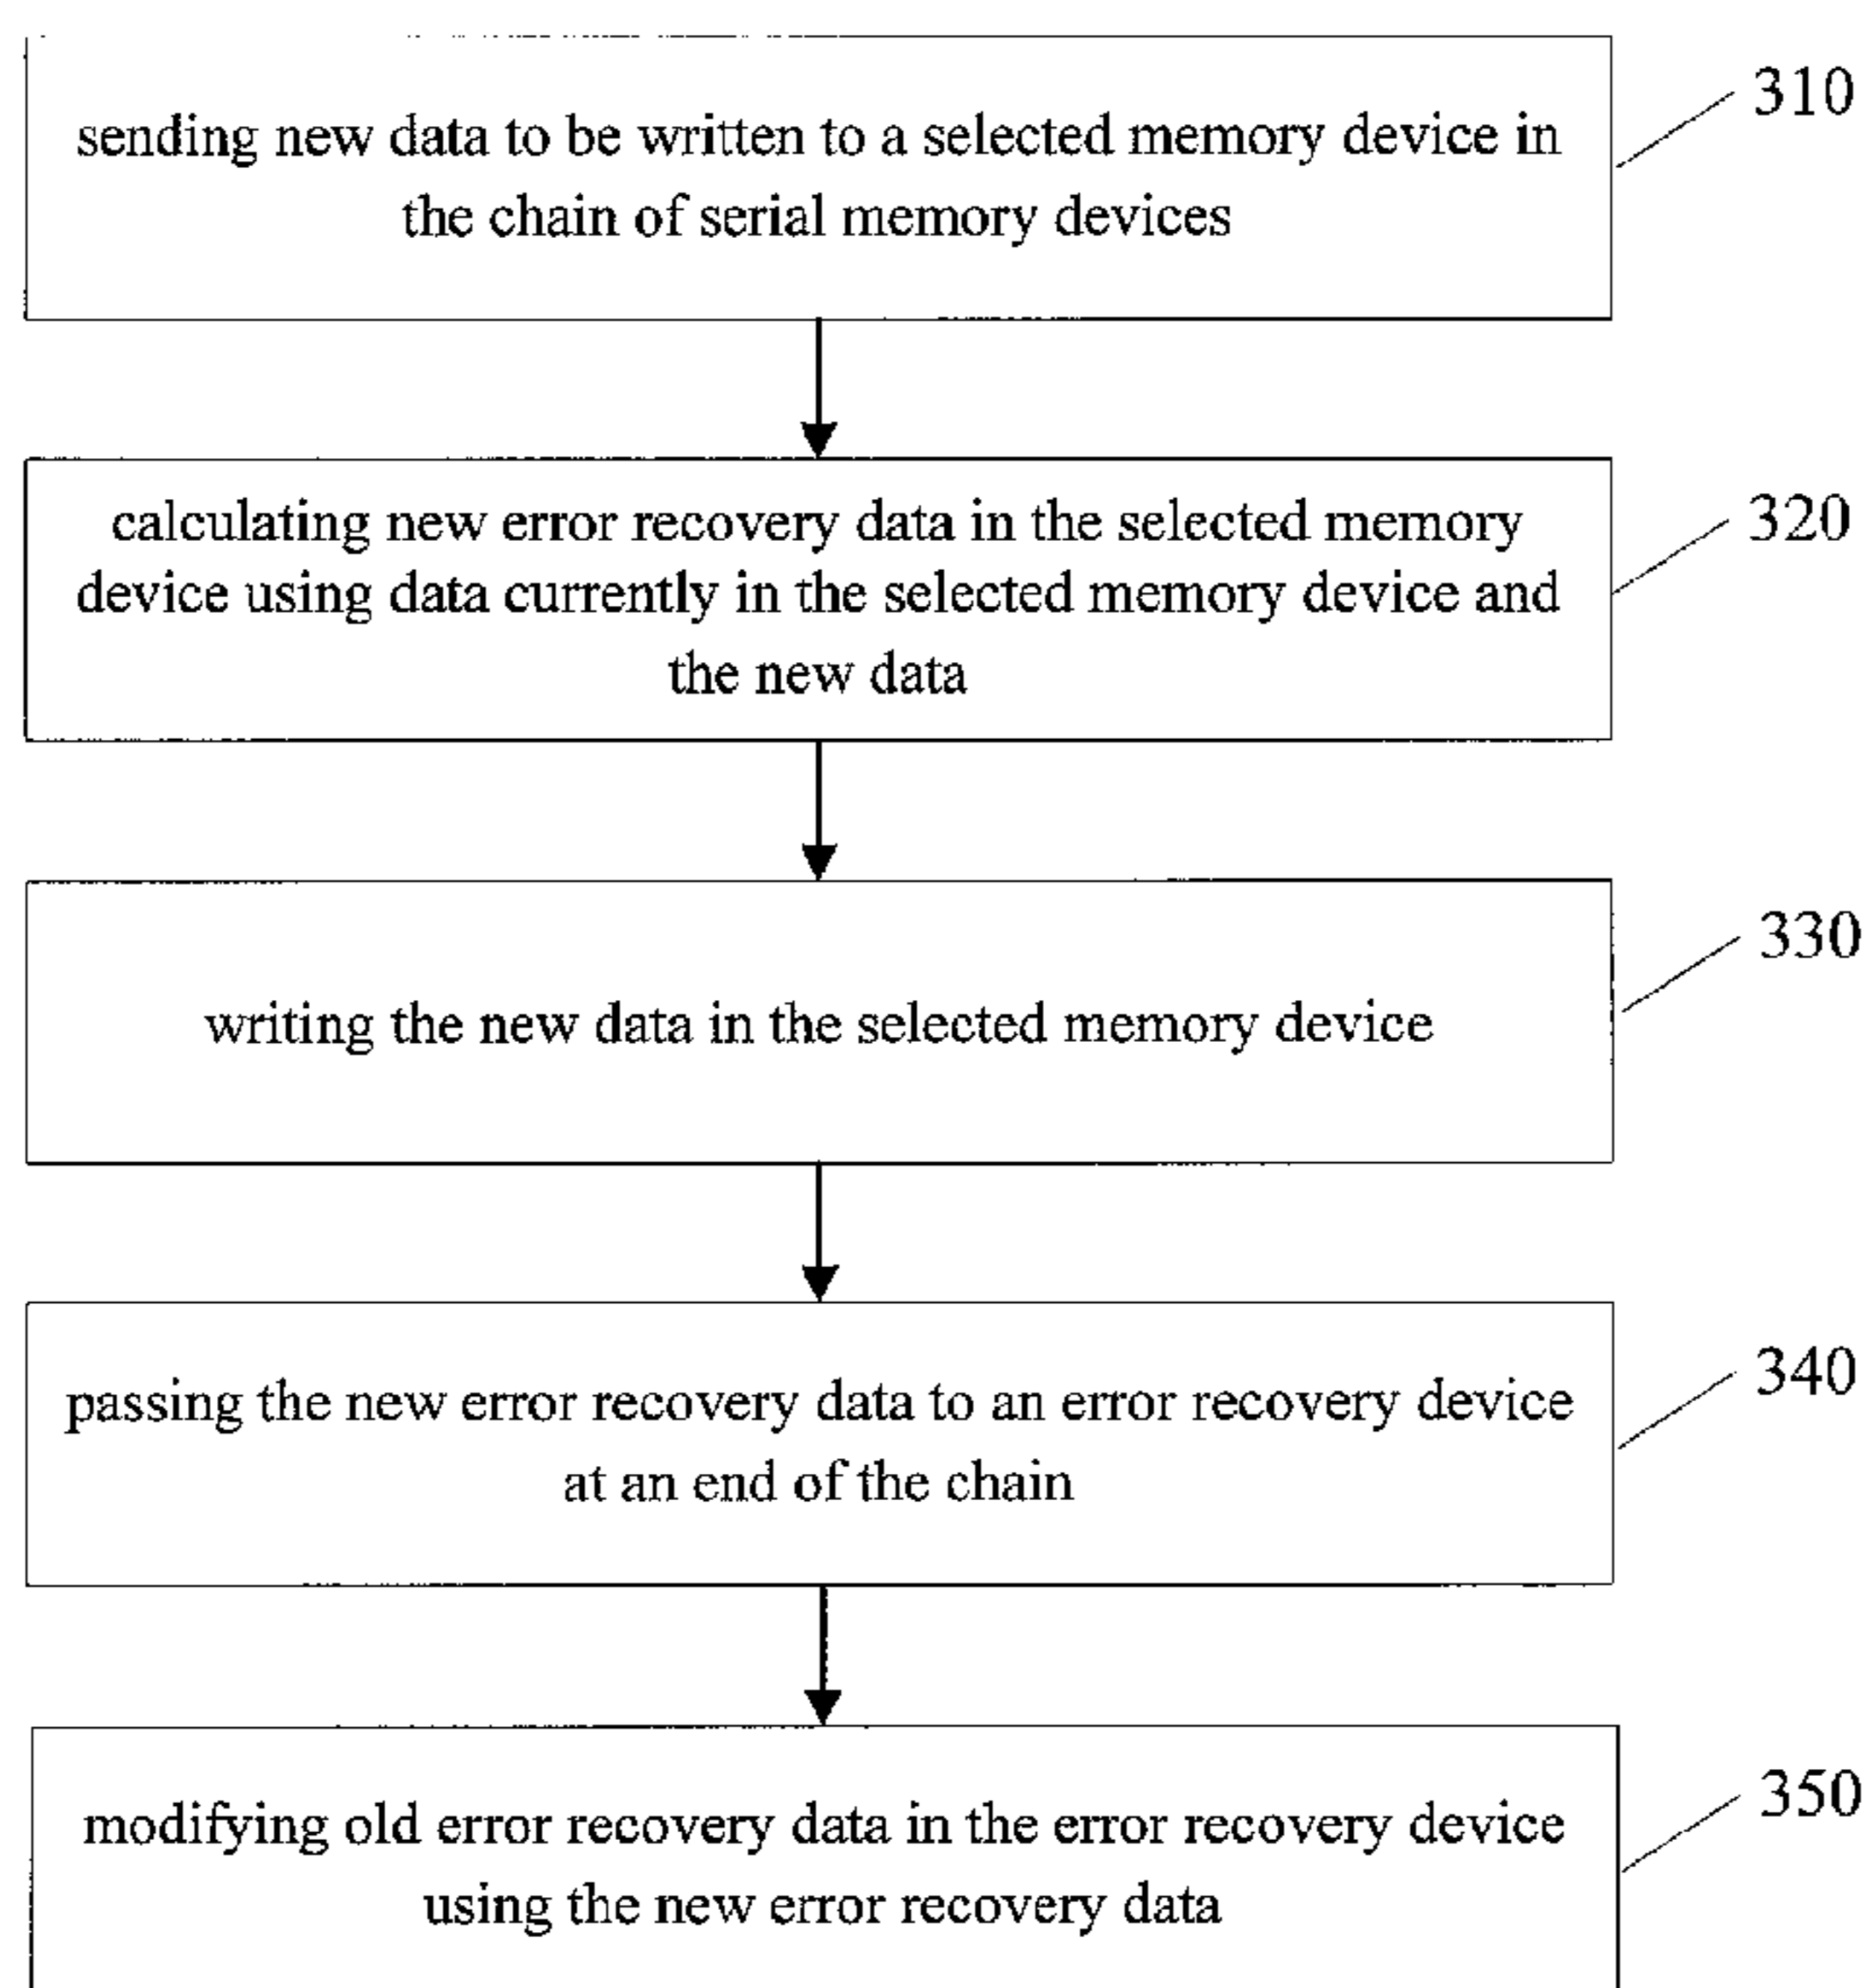 sending new data to be written to a selected memory device in
the chain of serial memory devices
310
calculating new error recovery data in the selected memory
device using data currently in the selected memory device and
the new data
320
writing the new data in the selected memory device
330
passing the new error recovery data to an error recovery device
at an end of the chain
340
modifying old error recovery data in the error recovery device
using the new error recovery data
350